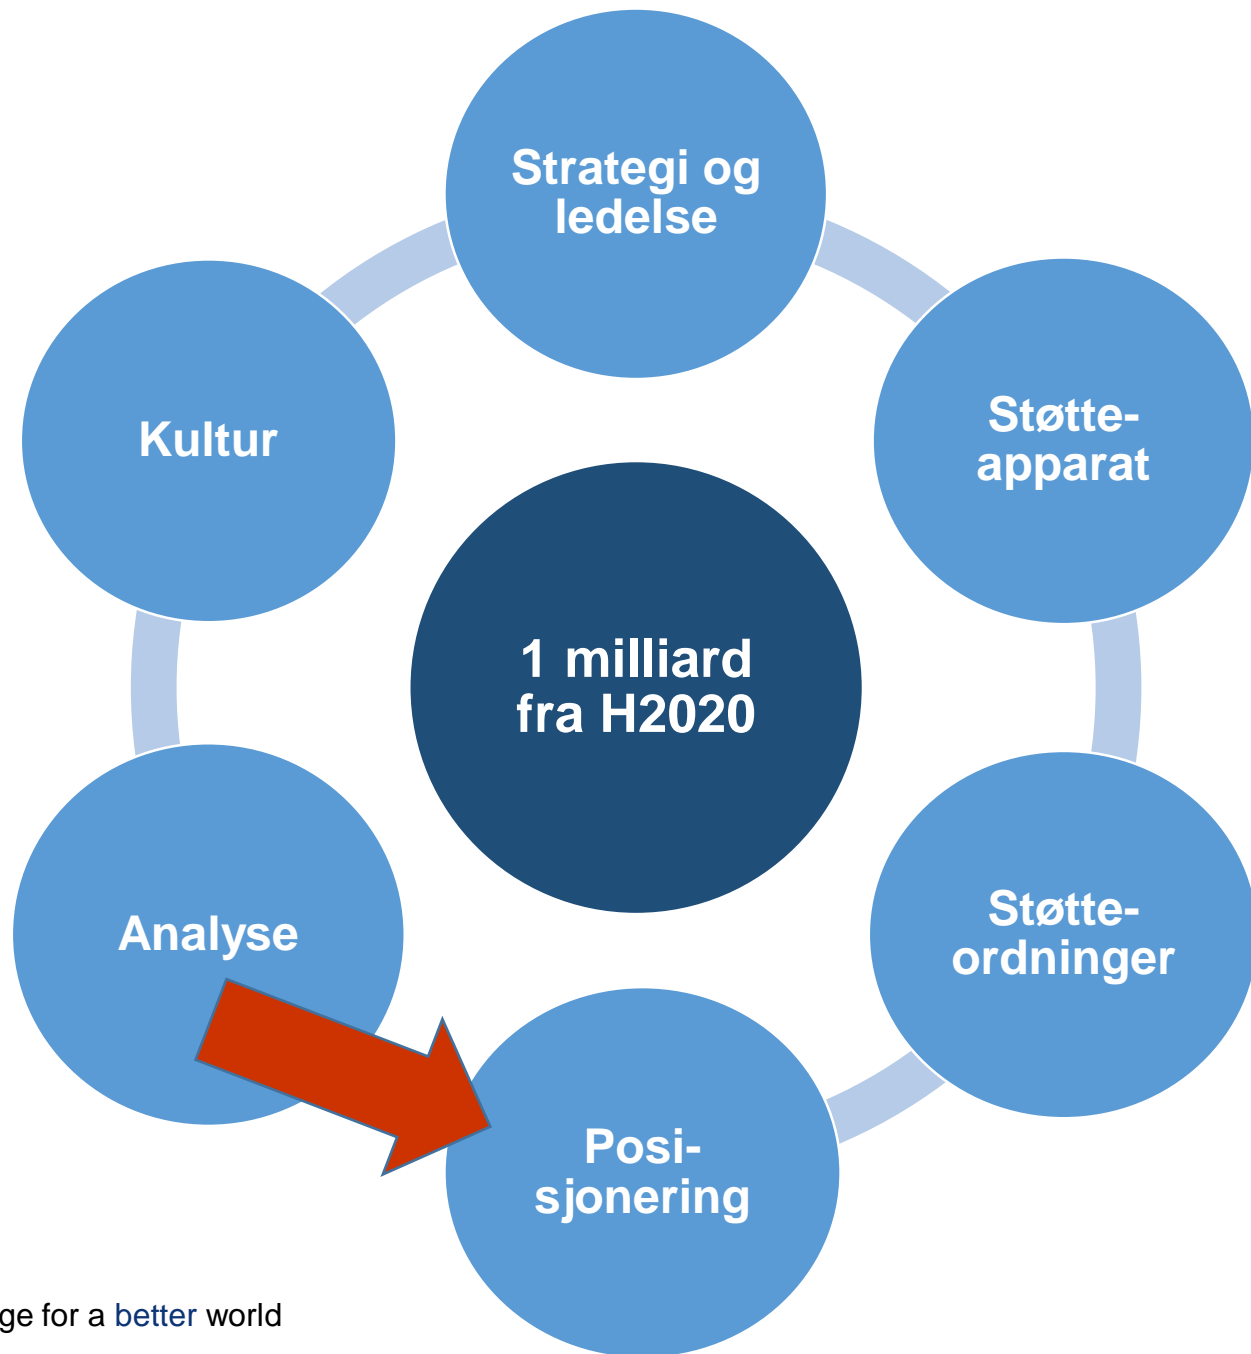 Strategi og
ledelse
Kultur
Støtte-
apparat
1 milliard
fra H2020
Analyse
Støtte-
ordninger
Posi-
sjonering
ge for a better world